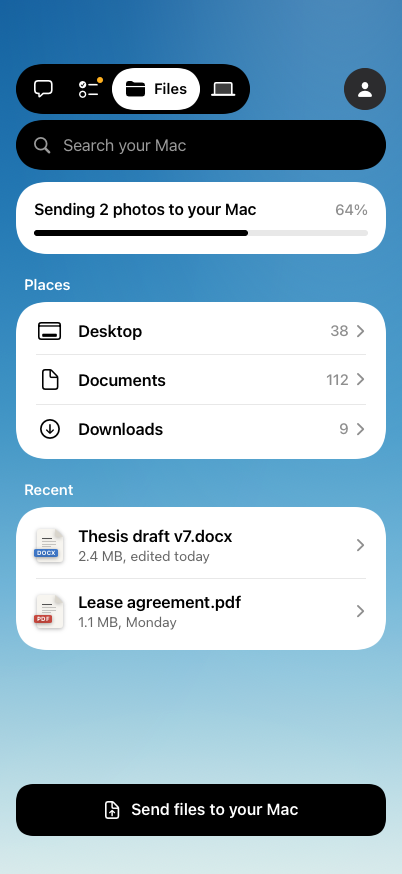 Files
Search your Mac
Sending 2 photos to your Mac 64%
Places
Desktop 38
Documents 112
Downloads 9
Recent
DOCX
Thesis draft v7.docx
2.4 MB, edited today
PDF
Lease agreement.pdf
1.1 MB, Monday
Send files to your Mac